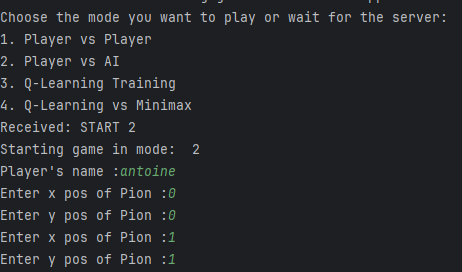 Choose the mode you want to play or wait for the server:
1. Player vs Player
2. Player vs AI
3. Q-Learning Training
4. Q-Learning vs Minimax
Received: START 2
Starting game in mode:  2
Player's name :antoine
Enter x pos of Pion :0
Enter y pos of Pion :0
Enter x pos of Pion :1
Enter y pos of Pion :1